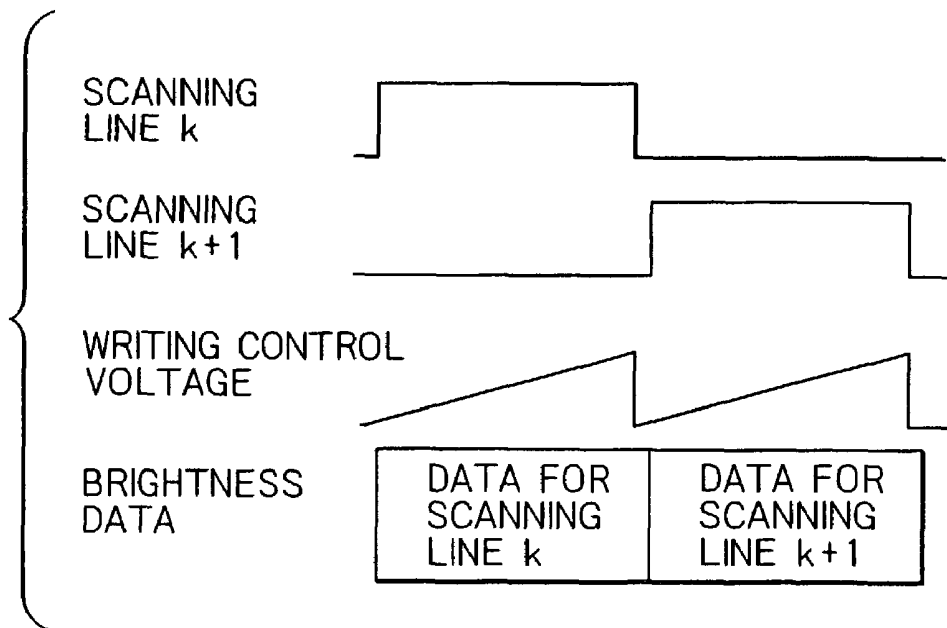 SCANNING
LINE k
SCANNING
LINE k+1
WRITING CONTROL
VOLTAGE
BRIGHTNESS
DATA
DATA FOR
SCANNING
LINE k
DATA FOR
SCANNING
LINE k+1